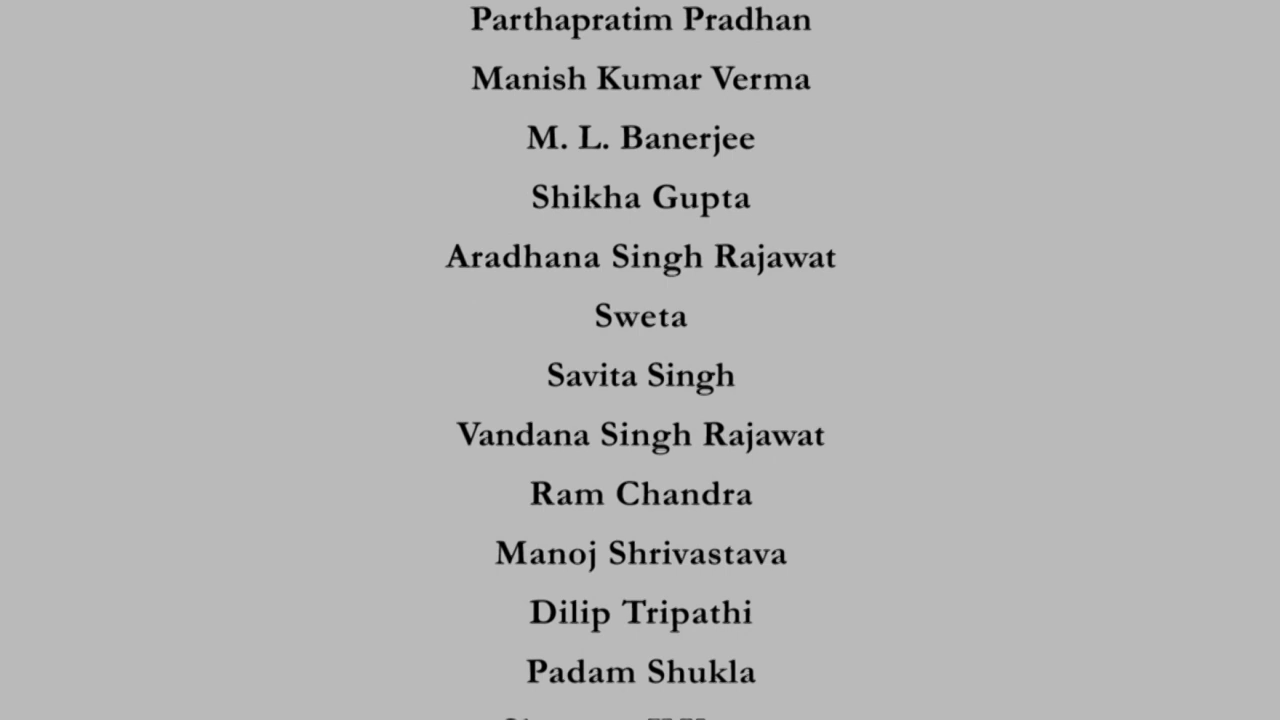 Parthapratim Pradhan
Manish Kumar Verma
M. L. Banerjee
Shikha Gupta
Aradhana Singh Rajawat
Sweta
Savita Singh
Vandana Singh Rajawat
Ram Chandra
Manoj Shrivastava
Dilip Tripathi
Padam Shukla